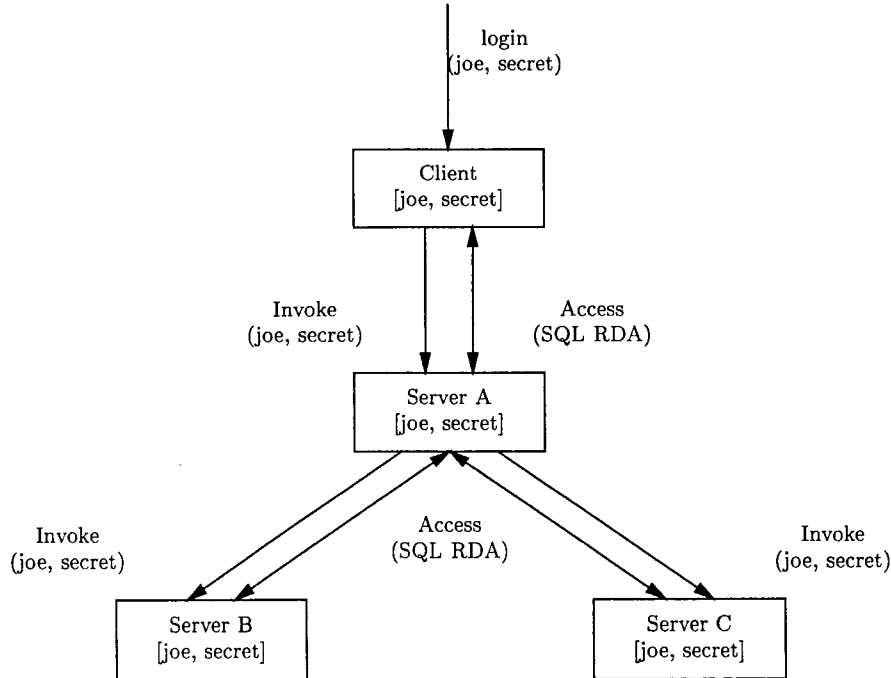 login
(joe, secret)
Client
[joe, secret]
Invoke
(joe, secret)
Access
(SQL RDA)
Server A
[joe, secret]
Invoke
(joe, secret)
Access
(SQL RDA)
Invoke
(joe, secret)
Server B
[joe, secret]
Server C
[joe, secret]